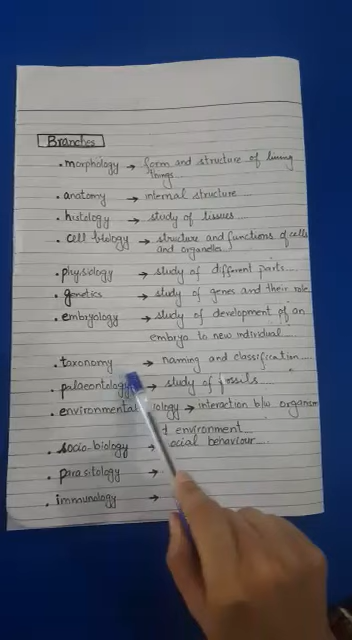 Branches
• morphology → form and structure of living
things
• anatomy → internal structure
• histology → study of tissues
• cell biology → structure and functions of cells
and organelles
• physiology → study of different parts
• genetics → study of genes and their role
• embryology → study of development of an
embryo to new individual
• taxonomy → naming and classification
• palaeontology → study of fossils
• environmental iology → interaction b/w organism
environment
• socio-biology → ocial behaviour
• parasitology →
• immunology →